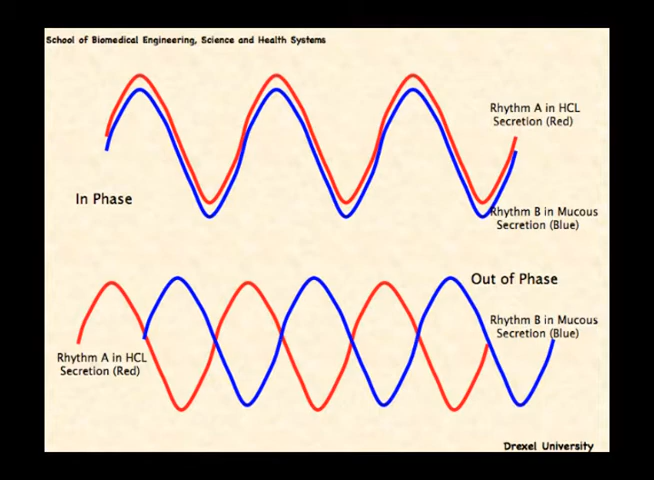 School of Biomedical Engineering, Science and Health Systems
Rhythm A in HCL
Secretion (Red)
In Phase
Rhythm B in Mucous
Secretion (Blue)
Out of Phase
Rhythm B in Mucous
Secretion (Blue)
Rhythm A in HCL
Secretion (Red)
Drexel University